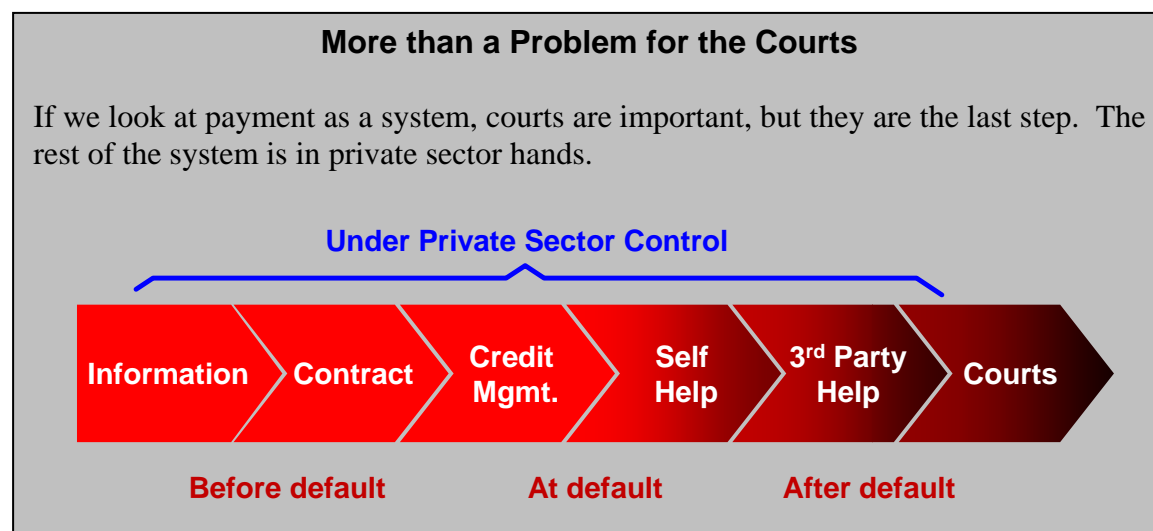 More than a Problem for the Courts
If we look at payment as a system, courts are important, but they are the last step. The
rest of the system is in private sector hands.
Under Private Sector Control
Information
Contract
Credit
Mgmt.
Self
Help
3rd Party
Help
Courts
Before default
At default
After default